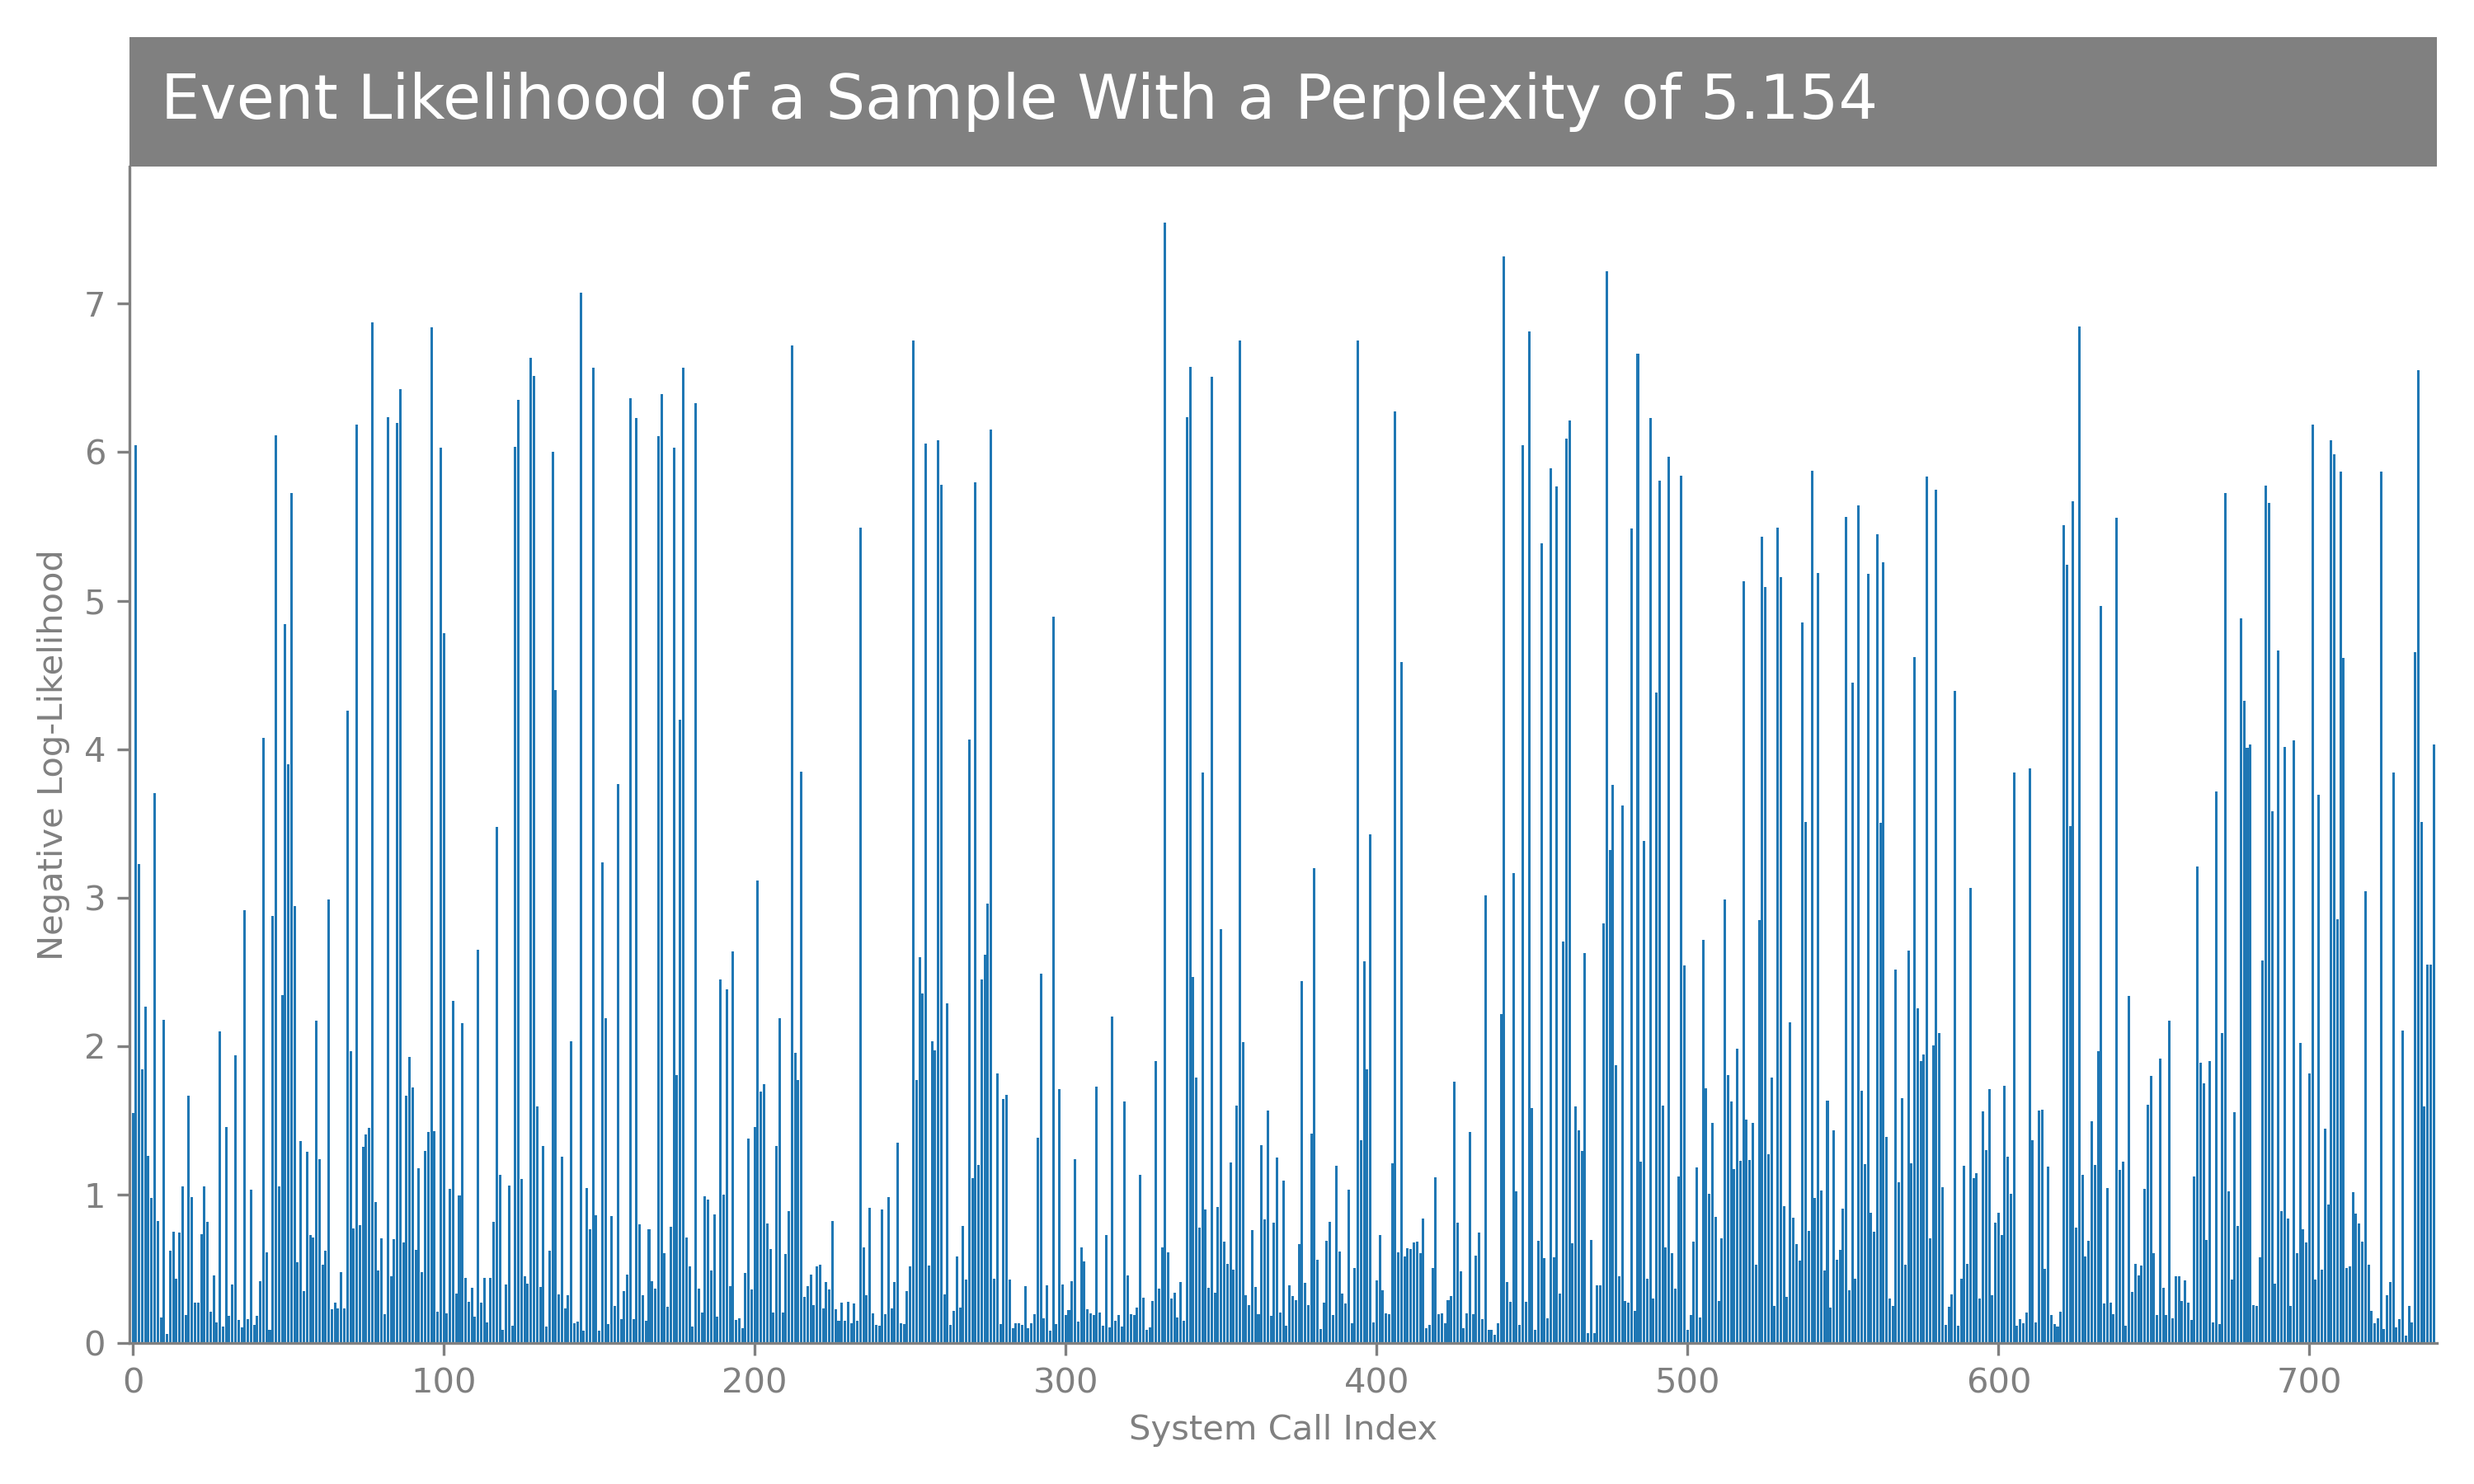 Event Likelihood of a Sample With a Perplexity of 5.154
Negative Log-Likelihood
7
6
5
4
3
2
1
0
0 100 200 300 400 500 600 700
System Call Index